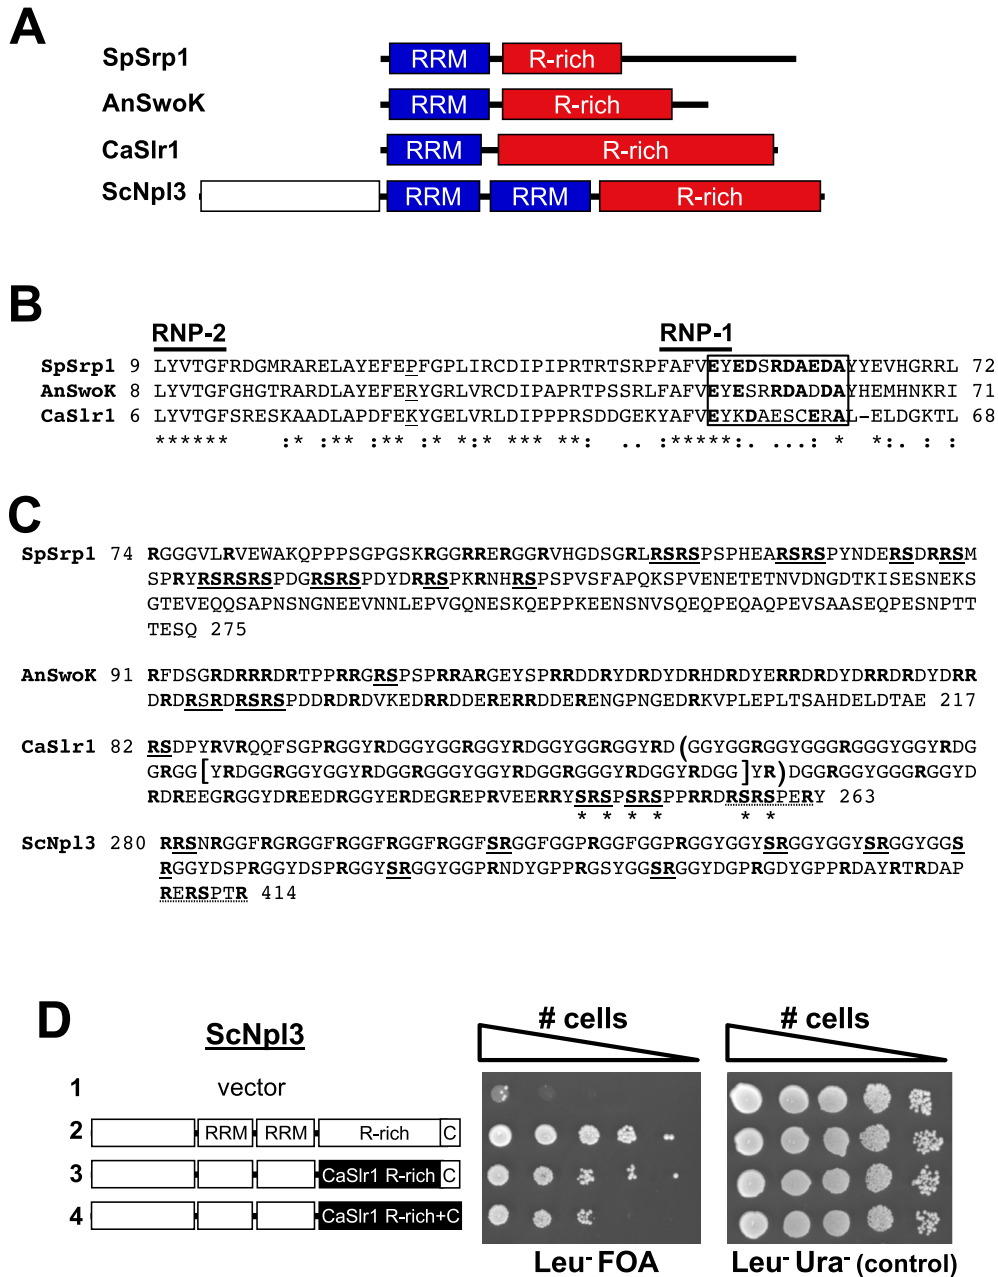 A
SpSrp1 RRM R-rich
AnSwoK RRM R-rich
CaSlr1 RRM R-rich
ScNpl3 RRM RRM R-rich
B
RNP-2 RNP-1
SpSrp1 9 LYVTGFRDGMRARELAYEFEPFGPLIRCDIPIPRTRTSRPFAFVEYEDSRDAEDAYYEVHGRRL 72
AnSwoK 8 LYVTGFGHGTRARDLAYEFERYGRLVRCDIPAPRTPSSRLFAFVEYESRRDADDAYHEMHNKRI 71
CaSlr1 6 LYVTGFSRESKAADLAPDFEKYGELVRLDIPPPRSDDGEKYAFVEYKDAESCERAL-ELDGKTL 68
****** :* :** :** :* * *** **: .. :*****:. ...: * *:. : :
C
SpSrp1 74 RGGGVLRVEWAKQPPPSGPGSKRGGRRERGGRVHGDSGRLRSRSPSPHEARSRSPYNDERSDRRSM
SPRYRSRSRSPDGRSRSPDYDRRSPKRNHRSPSPVSFAPQKSPVENETETNVDNGDTKISESNEKS
GTEVEQQSAPNSNGNEEVNNLEPVGQNESKQEPPKEENSNVSQEQPEQAQPEVSAASEQPESNPTT
TESQ 275
AnSwoK 91 RFDSGRDRRRDRTPPRRGRSPSPRRARGEYSPRRDDRYDRDYDRHDRDYERRDRDYDRRDRDYDRR
DRDRSRDRSRSPDDRDRDVKEDRRDDERERRDDERENGPNGEDRKVPLEPLTSAHDELDTAE 217
CaSlr1 82 RSDPYRVRQQFSGPRGGYRDGGYGGRGGYRDGGYGGRGGYRD(GGYGGRGGYGGGRGGGYGGYRDG
GRGG[YRDGGRGGYGGYRDGGRGGGYGGGYRDGGRGGGYRDGGYRDGG]YR)DGGRGGYGGGRGGYD
RDREEGRGGYDREEDRGGYERDEGREPRVEERRYSRSPSRSPPRRDRSRSPERY 263
* * * * * *
ScNpl3 280 RRSNRGGFRGRGGFRGGFRGGFRGGFSRGGFGGPRGGFGGPRGGYGGYSRGGYGGYSRGGYGGS
RGGYDSPRGGYDSPRGGYSRGGYGGPRNDYGPPRGSYGGSRGGYDGPRGDYGPPRDAYRTRDAP
RERSPTR 414
D
ScNpl3
# cells # cells
1 vector
2 RRM RRM R-rich C
3 CaSlr1 R-rich C
4 CaSlr1 R-rich+C
Leu- FOA Leu- Ura- (control)